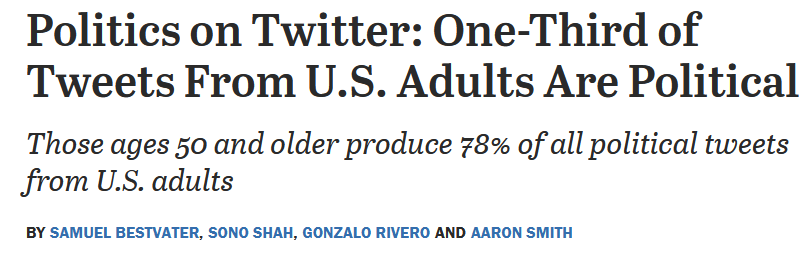 Politics on Twitter: One-Third of
Tweets From U.S. Adults Are Political
Those ages 50 and older produce 78% of all political tweets
from U.S. adults
BY SAMUEL BESTVATER, SONO SHAH, GONZALO RIVERO AND AARON SMITH